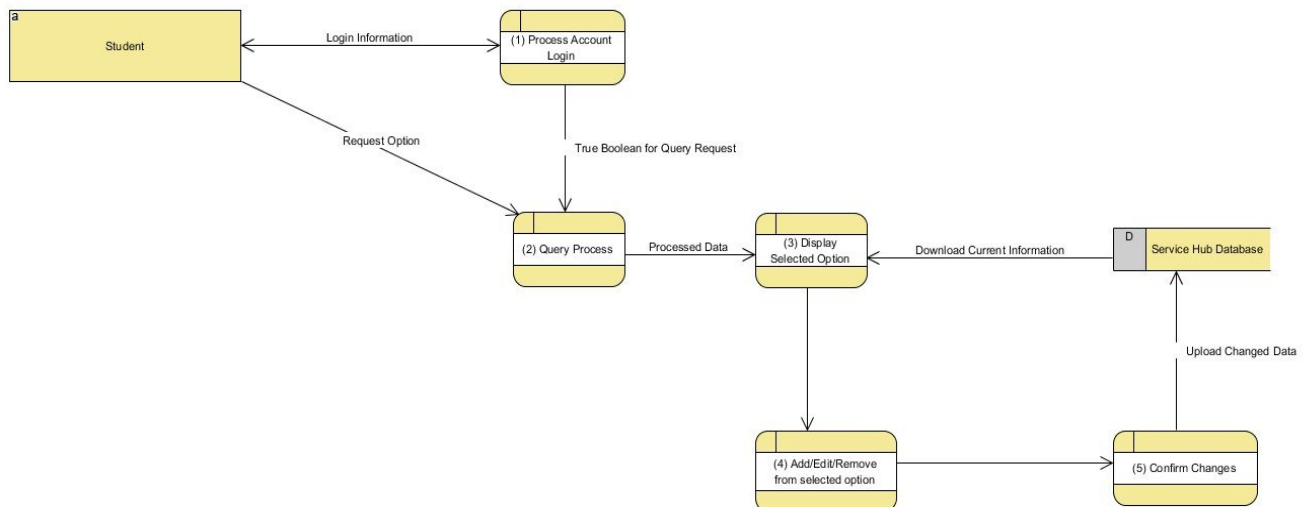 a
Student
Login Information
(1) Process Account
Login
Request Option
True Boolean for Query Request
(2) Query Process
Processed Data
(3) Display
Selected Option
Download Current Information
D
Service Hub Database
Upload Changed Data
(4) Add/Edit/Remove
from selected option
(5) Confirm Changes